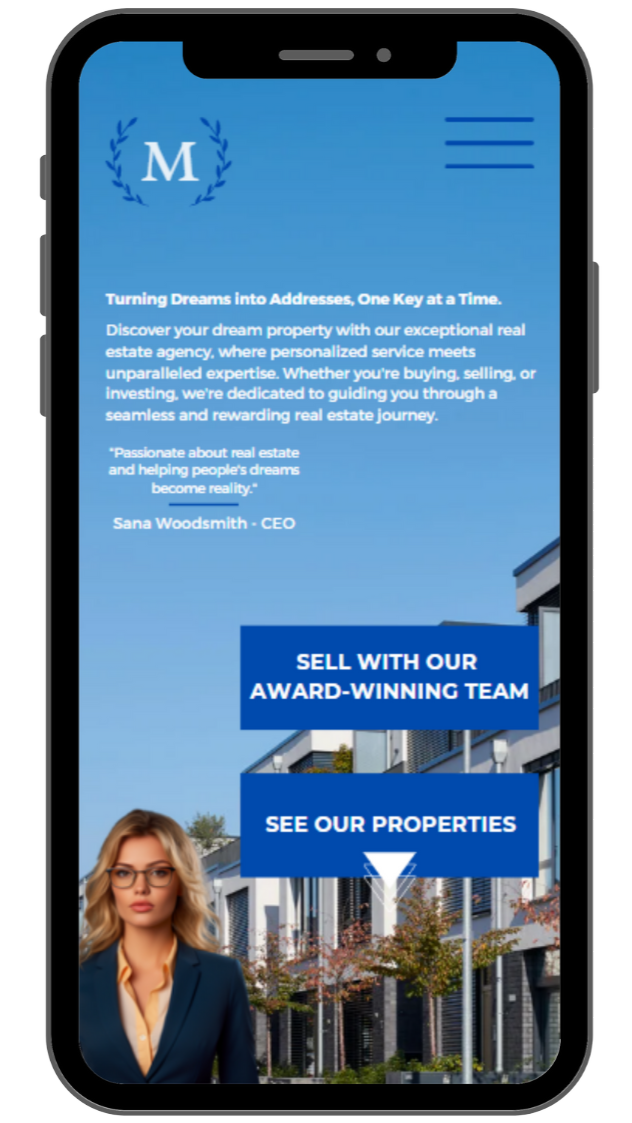 M
Turning Dreams into Addresses, One Key at a Time.
Discover your dream property with our exceptional real
estate agency, where personalized service meets
unparalleled expertise. Whether you're buying, selling, or
investing, we're dedicated to guiding you through a
seamless and rewarding real estate journey.
"Passionate about real estate
and helping people's dreams
become reality."
Sana Woodsmith - CEO
SELL WITH OUR
AWARD-WINNING TEAM
SEE OUR PROPERTIES